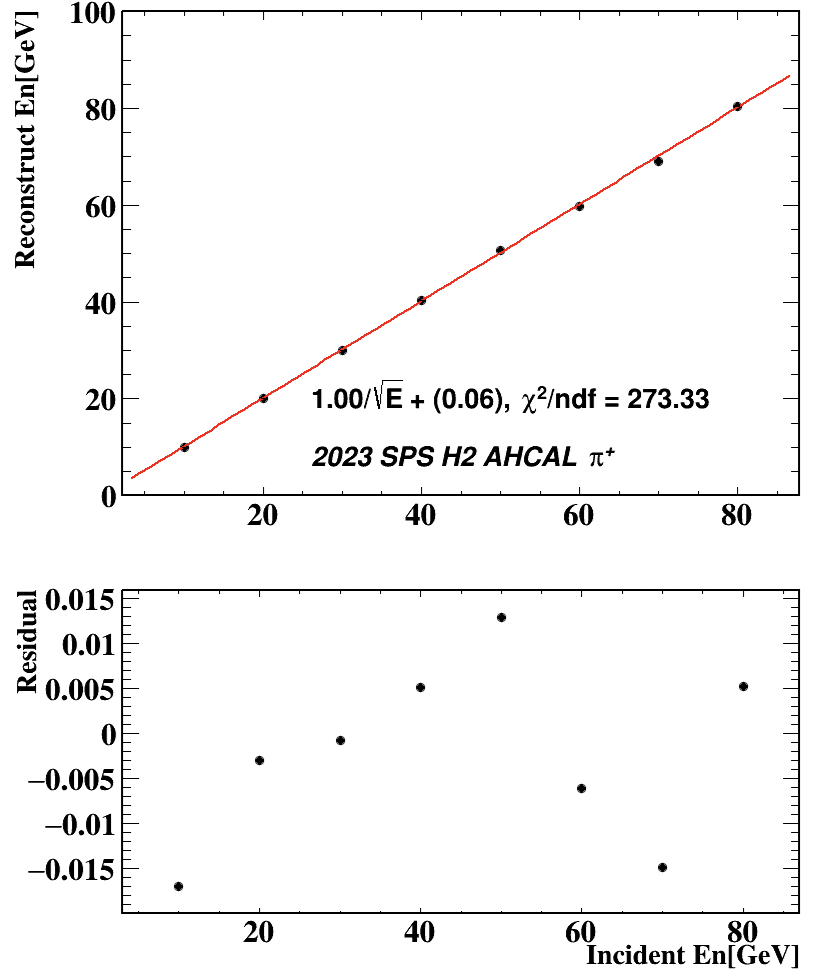 Reconstruct En[GeV]
100
80
60
40
20
0
1.00/√E + (0.06), χ²/ndf = 273.33
2023 SPS H2 AHCAL π⁺
20 40 60 80
Residual
0.015
0.01
0.005
0
−0.005
−0.01
−0.015
20 40 60 80
Incident En[GeV]